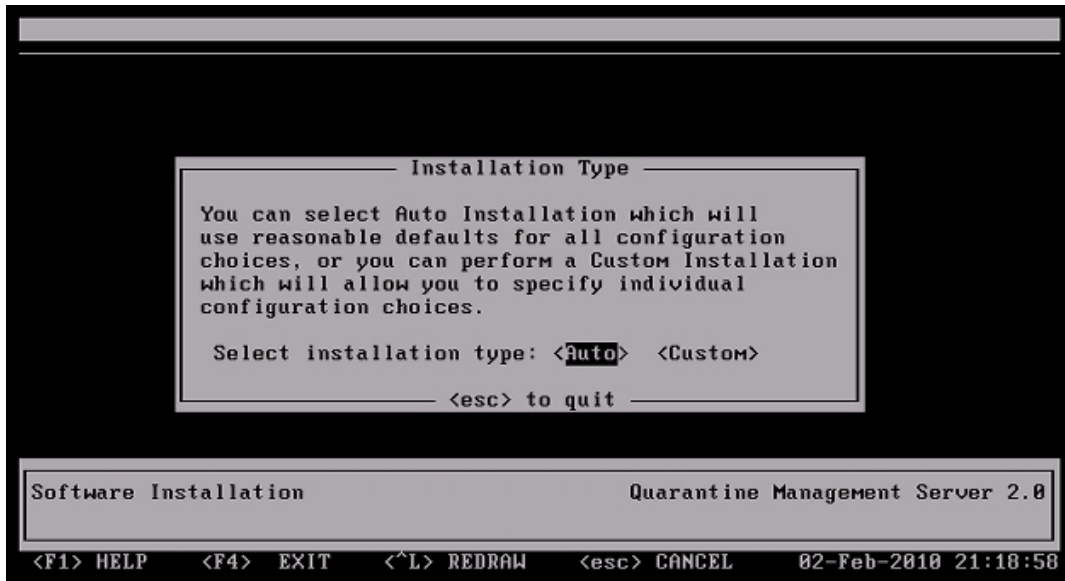 Installation Type
You can select Auto Installation which will
use reasonable defaults for all configuration
choices, or you can perform a Custom Installation
which will allow you to specify individual
configuration choices.
Select installation type: <Auto> <Custom>
<esc> to quit
Software Installation Quarantine Management Server 2.0
<F1> HELP <F4> EXIT <^L> REDRAW <esc> CANCEL 02-Feb-2010 21:18:58